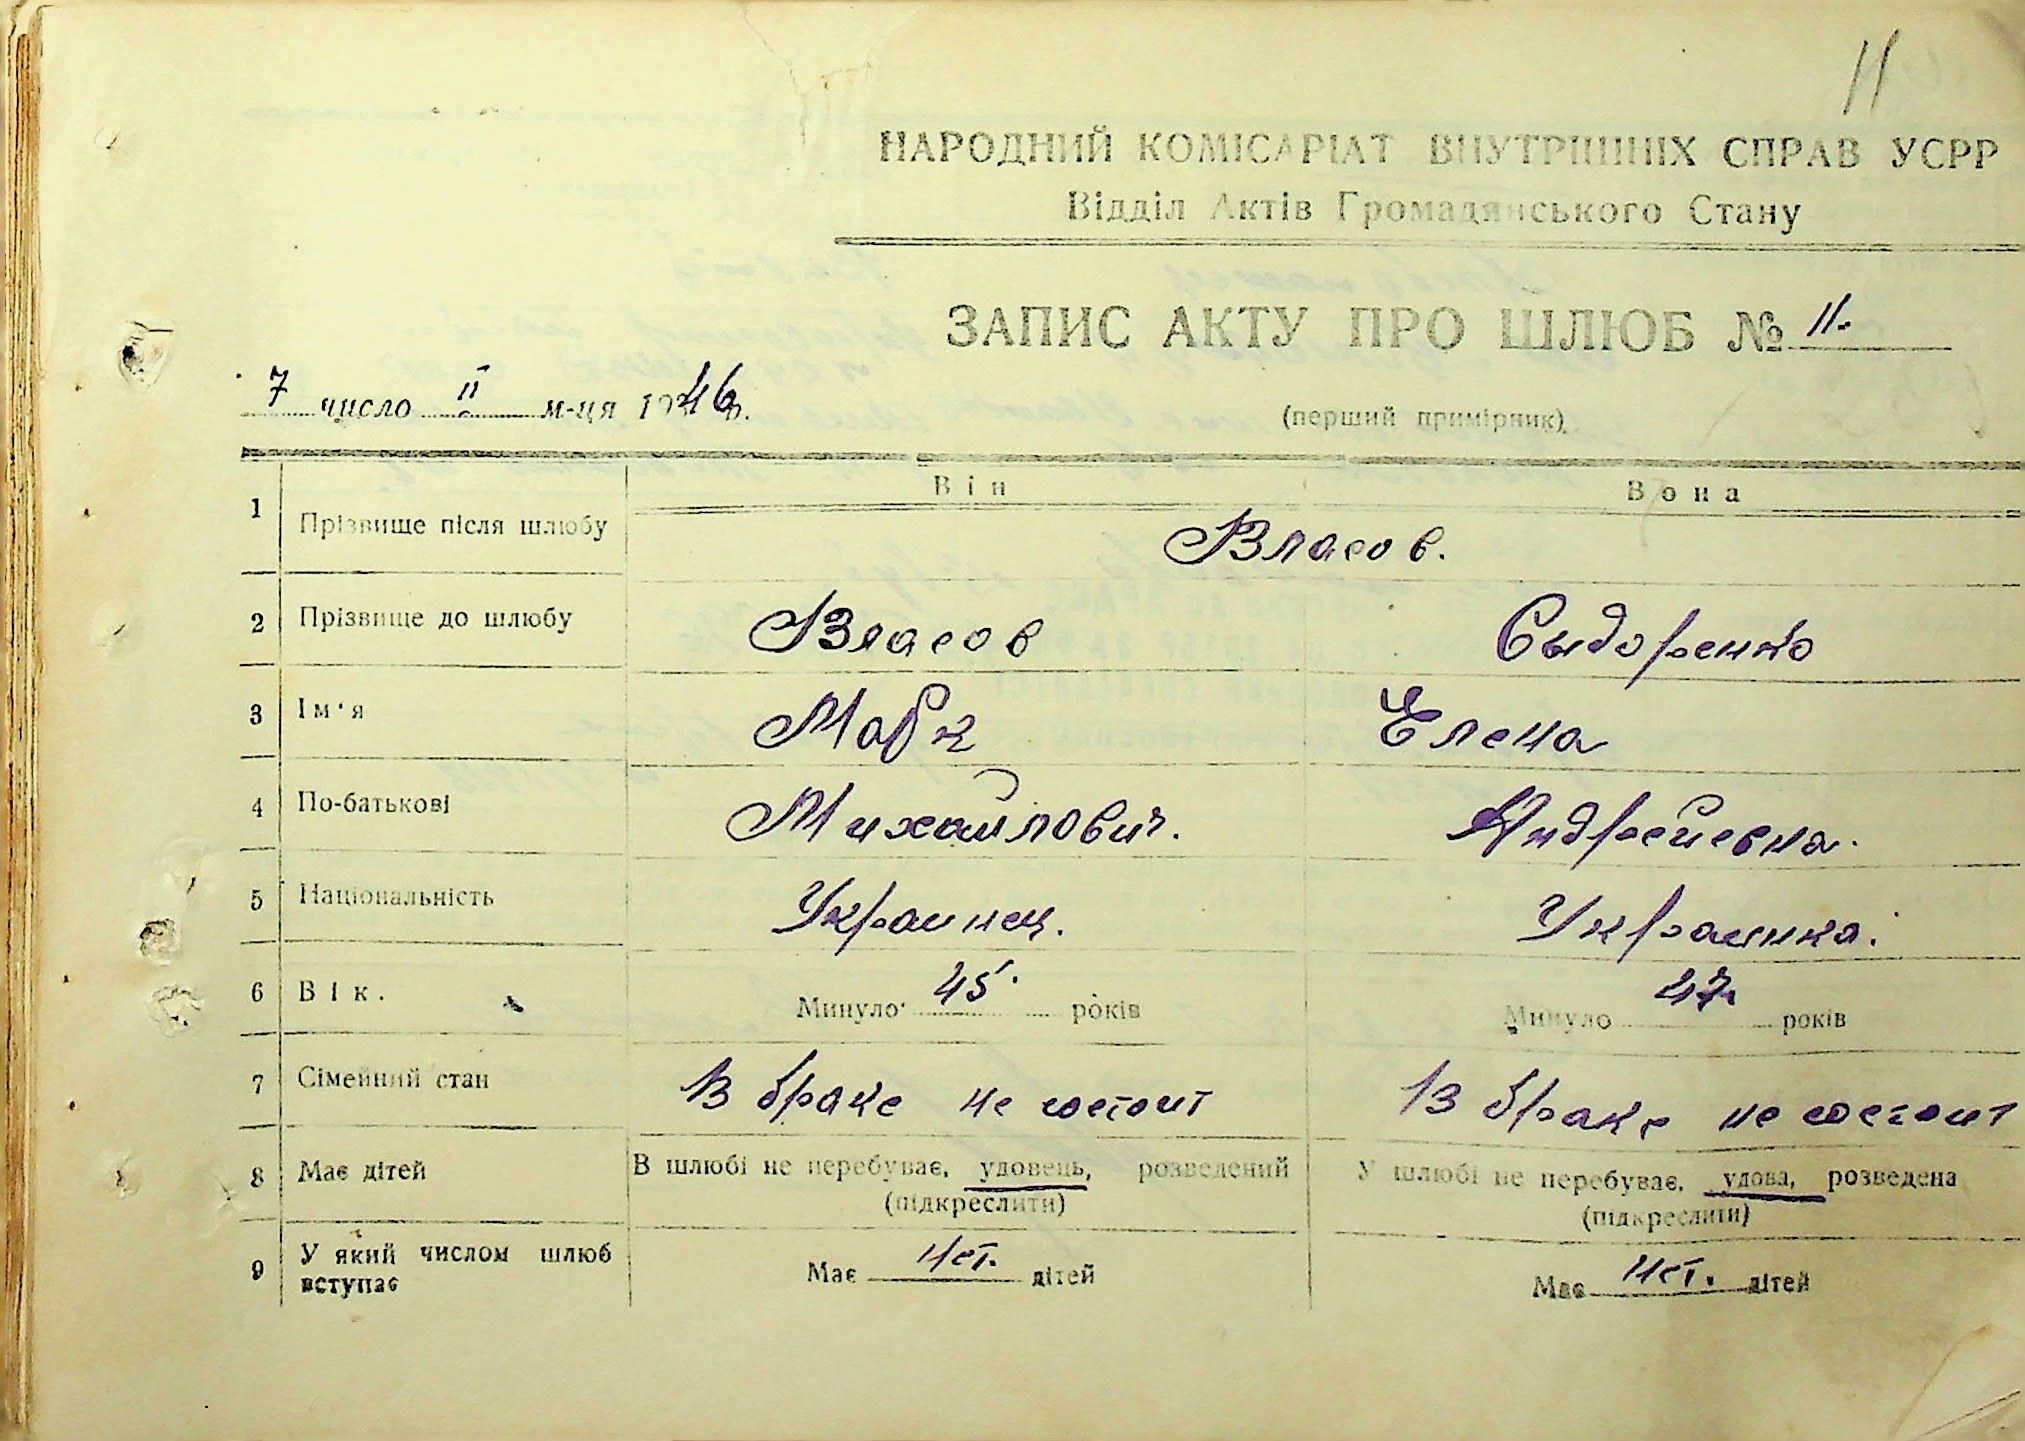 11
НАРОДНИЙ КОМІСАРІАТ ВНУТРІШНІХ СПРАВ УСРР
Відділ Актів Громадянського Стану
ЗАПИС АКТУ ПРО ШЛЮБ № 11.
7 число II м-ця 1946 р.
(перший примірник)
Він Вона
1 Прізвище після шлюбу Власов.
2 Прізвище до шлюбу Власов Сыдоренко
3 Ім'я Марк Елена
4 По-батькові Михайлович. Андреевна.
5 Національність Украинец. Украинка.
6 Вік. Минуло 45 років Минуло 47 років
7 Сімейний стан В браке не состоит В браке не состоит
8 Має дітей В шлюбі не перебуває, удовець, розведений У шлюбі не перебуває, удова, розведена
(підкреслити) (підкреслити)
9 У який числом шлюб вступає Має Нет. дітей Має Нет. дітей